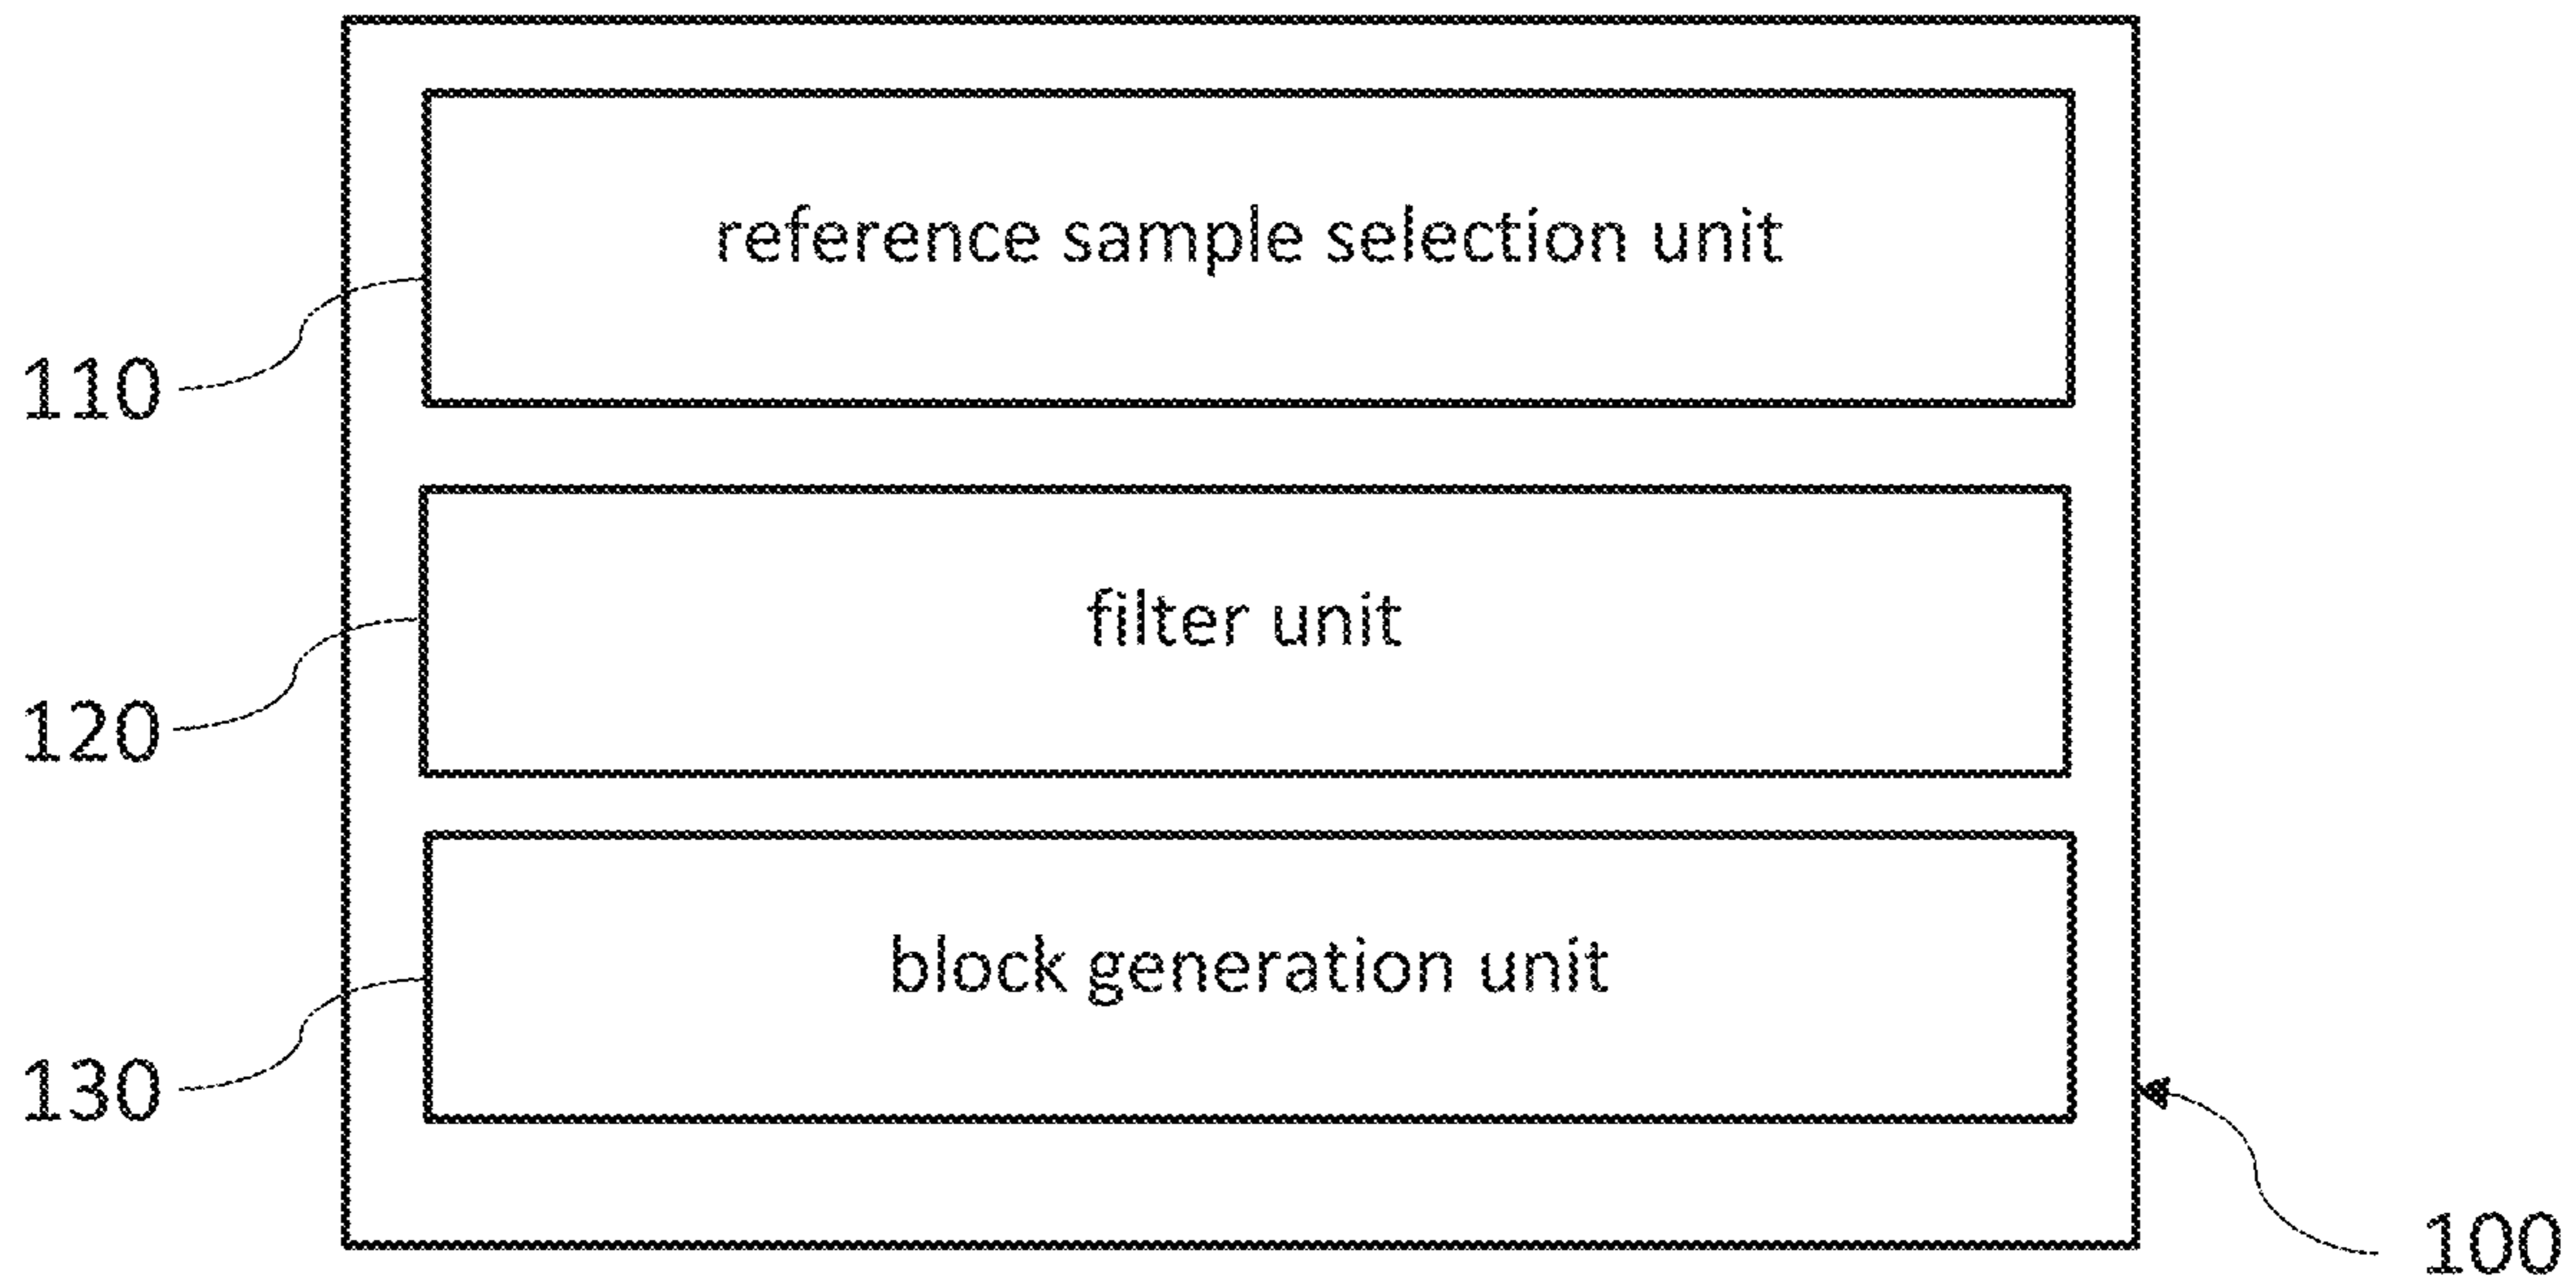 reference sample selection unit
110
filter unit
120
block generation unit
130
100